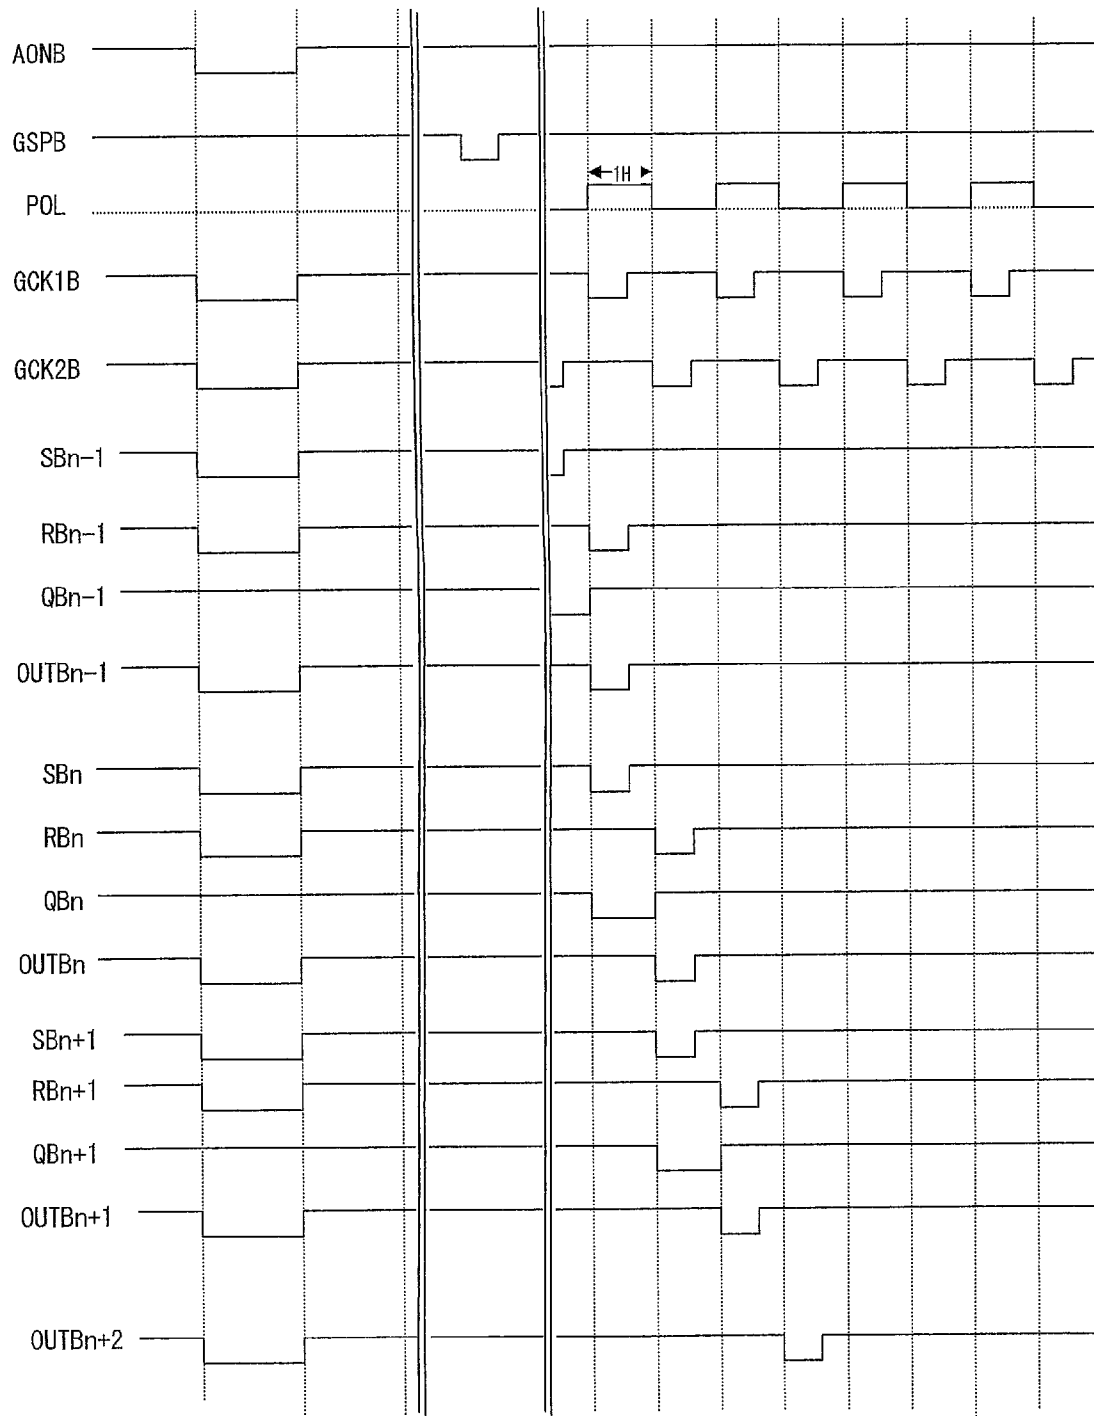 AONB
GSPB
1H
POL
GCK1B
GCK2B
SBn-1
RBn-1
QBn-1
OUTBn-1
SBn
RBn
QBn
OUTBn
SBn+1
RBn+1
QBn+1
OUTBn+1
OUTBn+2